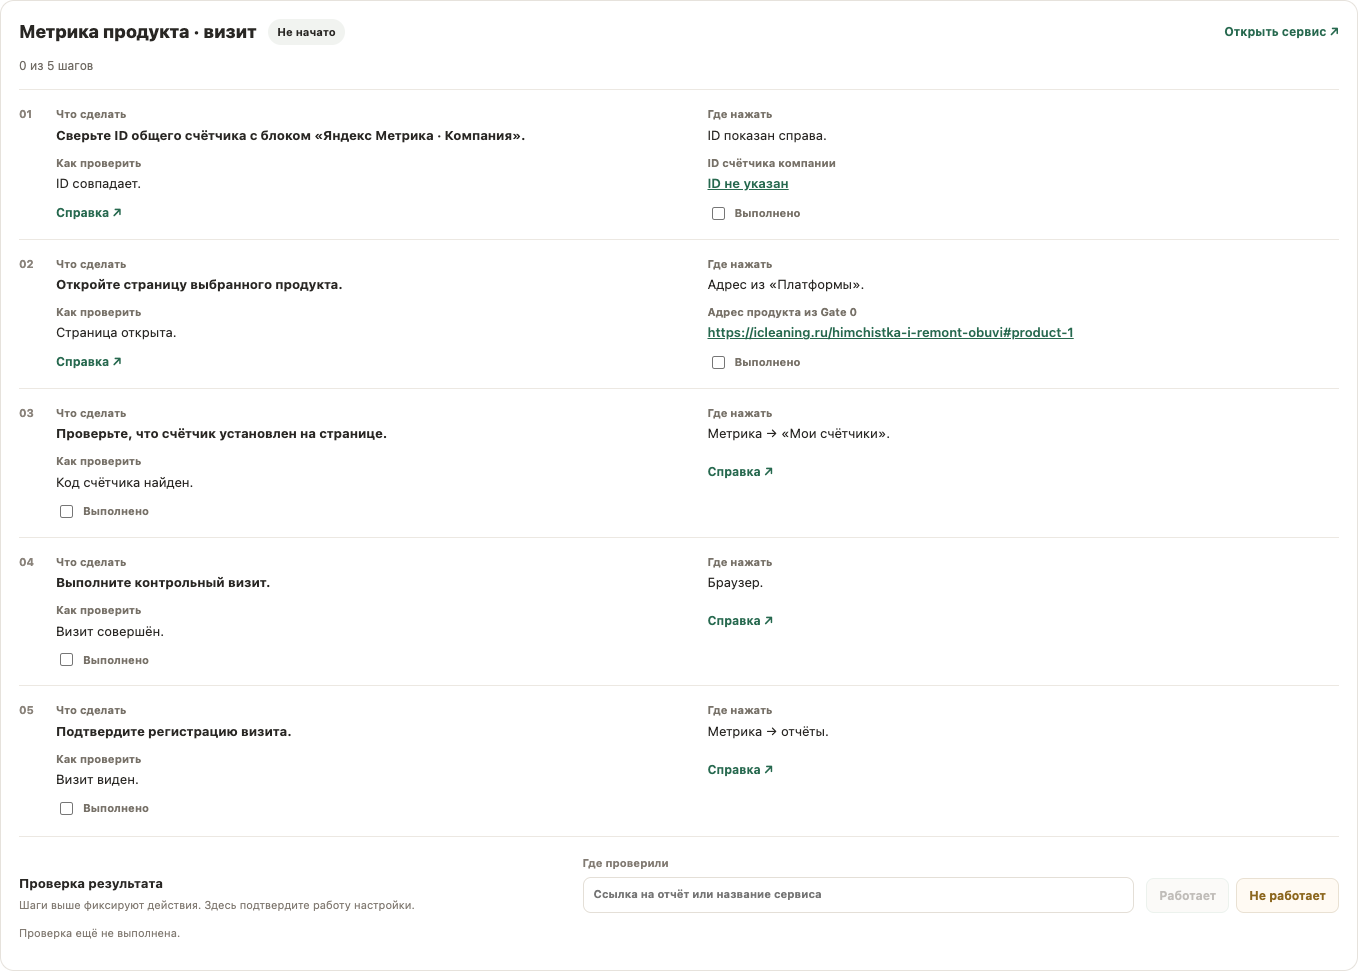 Метрика продукта · визит
Не начато
Открыть сервис ↗
0 из 5 шагов
01
Что сделать
Сверьте ID общего счётчика с блоком «Яндекс Метрика · Компания».
Как проверить
ID совпадает.
Справка ↗
Где нажать
ID показан справа.
ID счётчика компании
ID не указан
Выполнено
02
Что сделать
Откройте страницу выбранного продукта.
Как проверить
Страница открыта.
Справка ↗
Где нажать
Адрес из «Платформы».
Адрес продукта из Gate 0
https://icleaning.ru/himchistka-i-remont-obuvi#product-1
Выполнено
03
Что сделать
Проверьте, что счётчик установлен на странице.
Как проверить
Код счётчика найден.
Выполнено
Где нажать
Метрика → «Мои счётчики».
Справка ↗
04
Что сделать
Выполните контрольный визит.
Как проверить
Визит совершён.
Выполнено
Где нажать
Браузер.
Справка ↗
05
Что сделать
Подтвердите регистрацию визита.
Как проверить
Визит виден.
Выполнено
Где нажать
Метрика → отчёты.
Справка ↗
Проверка результата
Шаги выше фиксируют действия. Здесь подтвердите работу настройки.
Проверка ещё не выполнена.
Где проверили
Ссылка на отчёт или название сервиса
Работает
Не работает